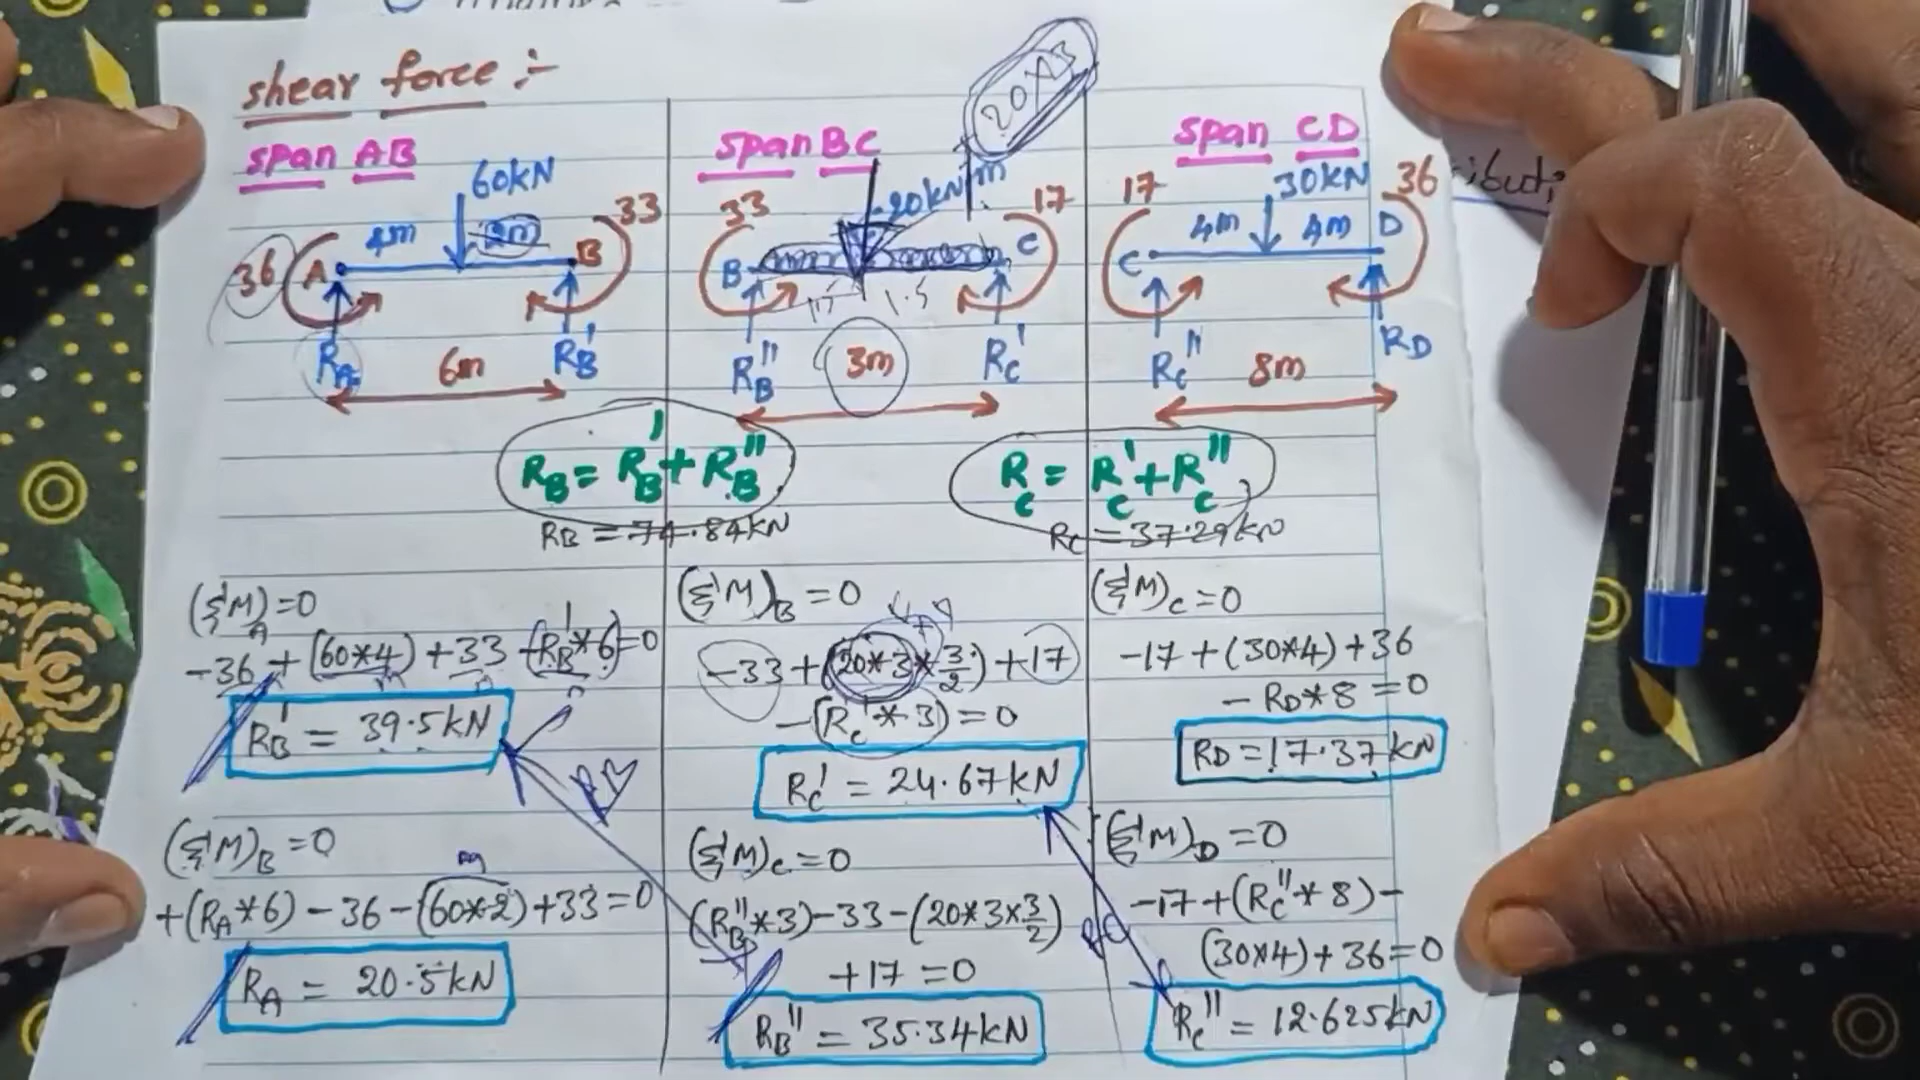 shear force :-
span AB
60kN
33
4m
2m
36
A
B
RA
RB'
6m
span BC
20x3
20kN/m
33
17
B
C
1.5
RB''
RC'
3m
span CD
17
30kN
36
4m
4m
D
C
RC''
RD
8m
RB = RB' + RB''
RB = 74.84kN
RC = RC' + RC''
RC = 37.29kN
(ΣM)A = 0
-36 + (60*4) + 33 - (RB'*6) = 0
RB' = 39.5kN
(ΣM)B = 0
+(RA*6) - 36 - (60*2) + 33 = 0
RA = 20.5kN
(ΣM)B = 0
-33 + (20*3*3/2) + 17
-(RC'*3) = 0
RC' = 24.67kN
(ΣM)C = 0
(RB''*3) - 33 - (20*3x3/2)
+17 = 0
RB'' = 35.34kN
(ΣM)C = 0
-17 + (30*4) + 36
- RD*8 = 0
RD = 17.37kN
(ΣM)D = 0
-17 + (RC''*8) -
(30*4) + 36 = 0
RC'' = 12.625kN